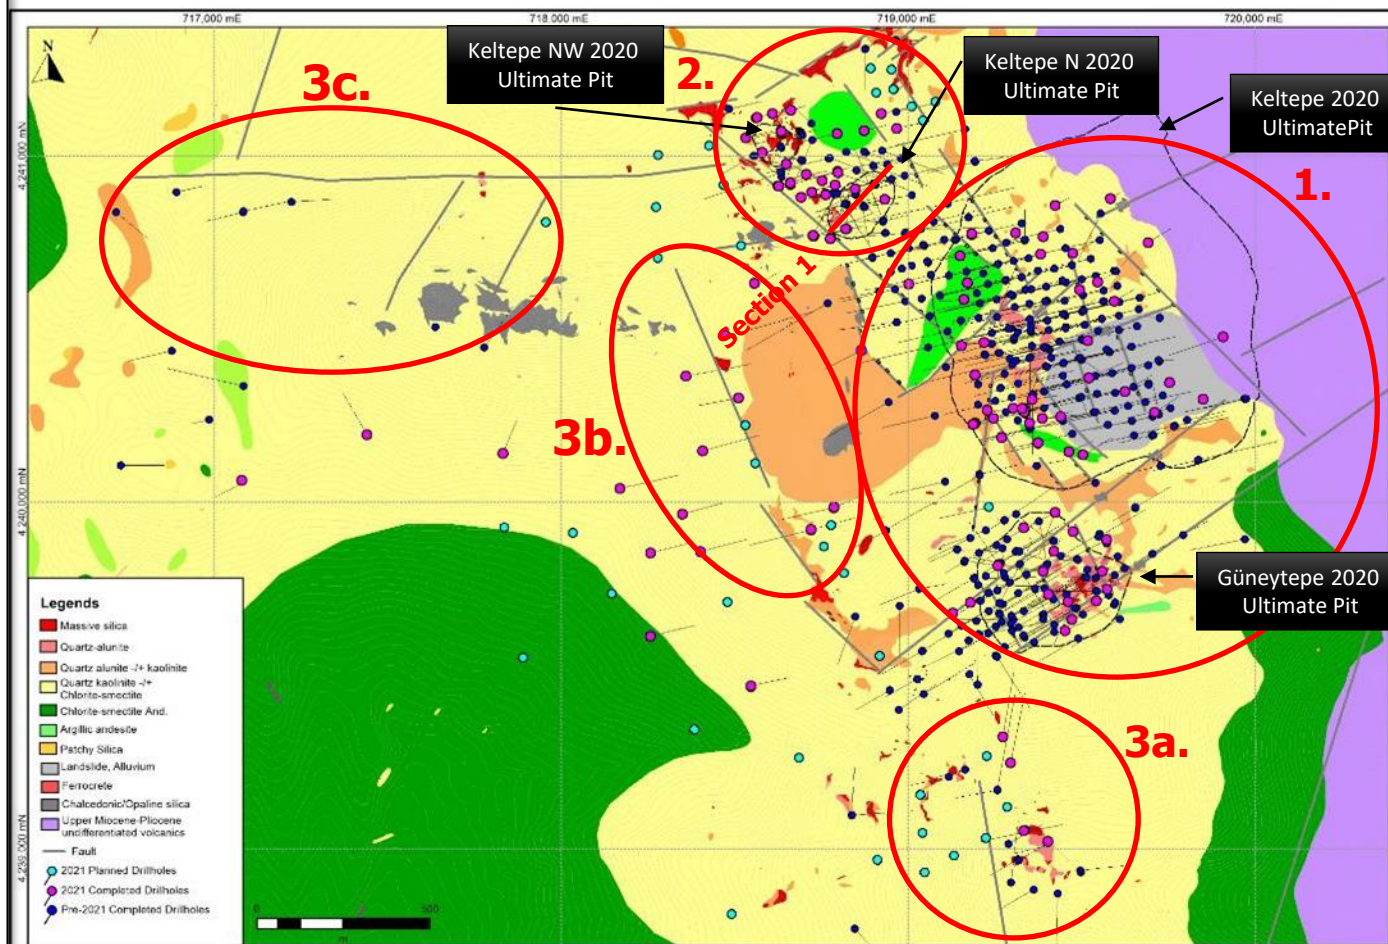 717,000 mE
718,000 mE
719,000 mE
720,000 mE
N
Keltepe NW 2020
Ultimate Pit
Keltepe N 2020
Ultimate Pit
Keltepe 2020
UltimatePit
3c.
2.
1.
4,241,000 mN
Section 1
3b.
4,240,000 mN
Güneytepe 2020
Ultimate Pit
3a.
4,239,000 mN
Legends
Massive silica
Quartz-alunite
Quartz alunite -/+ kaolinite
Quartz kaolinite -/+
Chlorite-smectite
Chlorite-smectite And.
Argillic andesite
Patchy Silica
Landslide, Alluvium
Ferrocrete
Chalcedonic/Opaline silica
Upper Miocene-Pliocene
undifferentiated volcanics
Fault
2021 Planned Drillholes
2021 Completed Drillholes
Pre-2021 Completed Drillholes
0
500
m